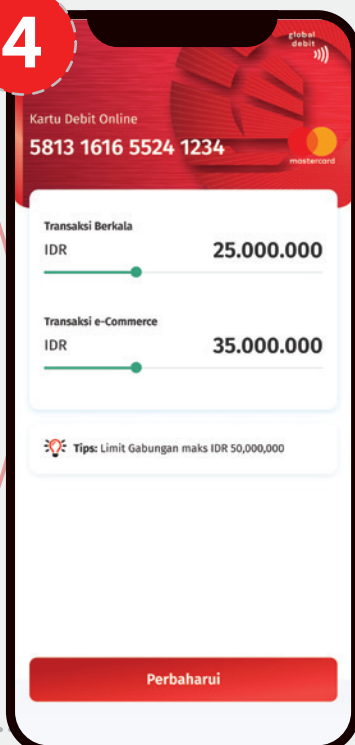 4
global
debit
Kartu Debit Online
5813 1616 5524 1234
mastercard
Transaksi Berkala
IDR 25.000.000
Transaksi e-Commerce
IDR 35.000.000
Tips: Limit Gabungan maks IDR 50,000,000
Perbaharui